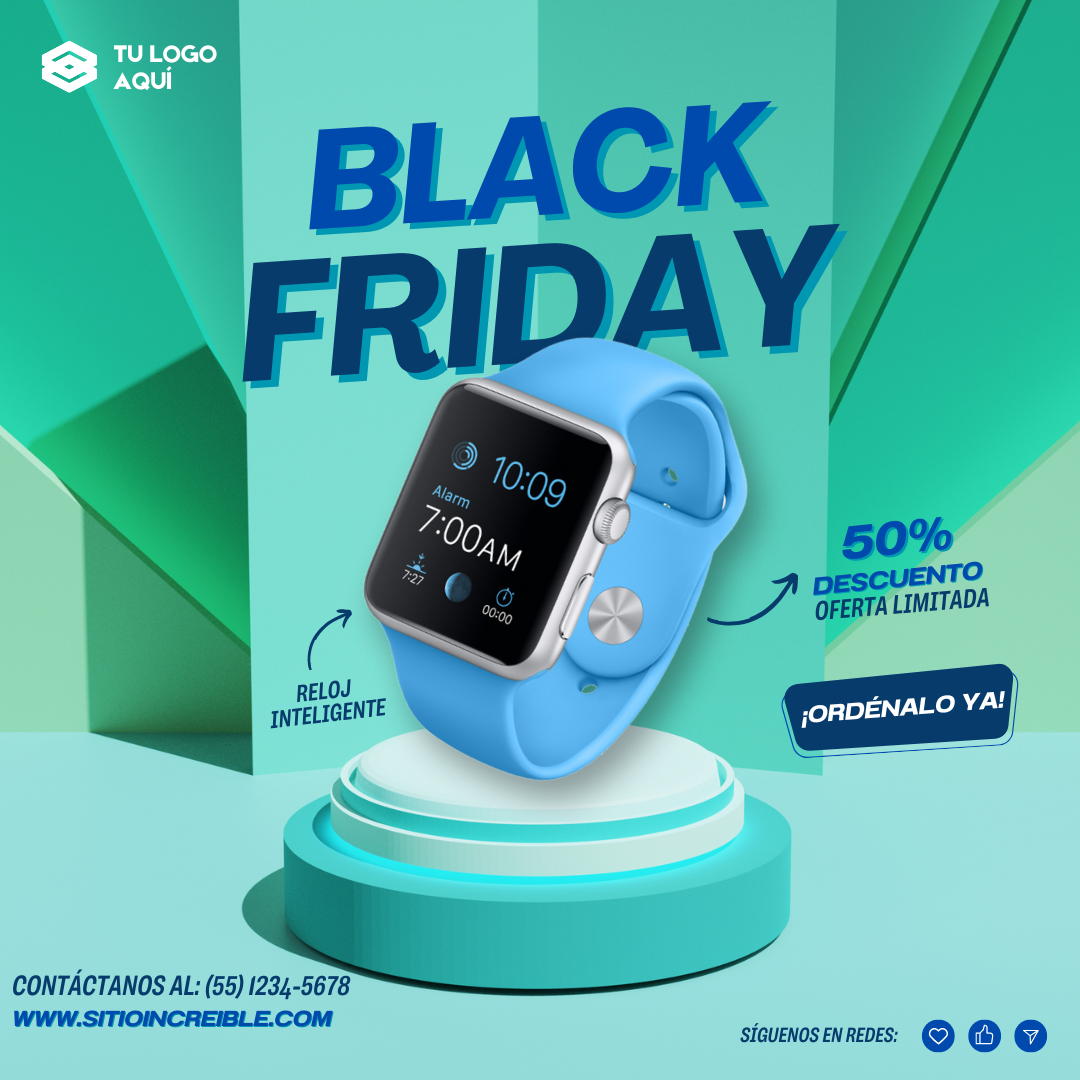 TU LOGO
AQUÍ
BLACK
FRIDAY
10:09
Alarm
7:00AM
7:27
00:00
50%
DESCUENTO
OFERTA LIMITADA
RELOJ
INTELIGENTE
¡ORDÉNALO YA!
CONTÁCTANOS AL: (55) 1234-5678
WWW.SITIOINCREIBLE.COM
SÍGUENOS EN REDES: